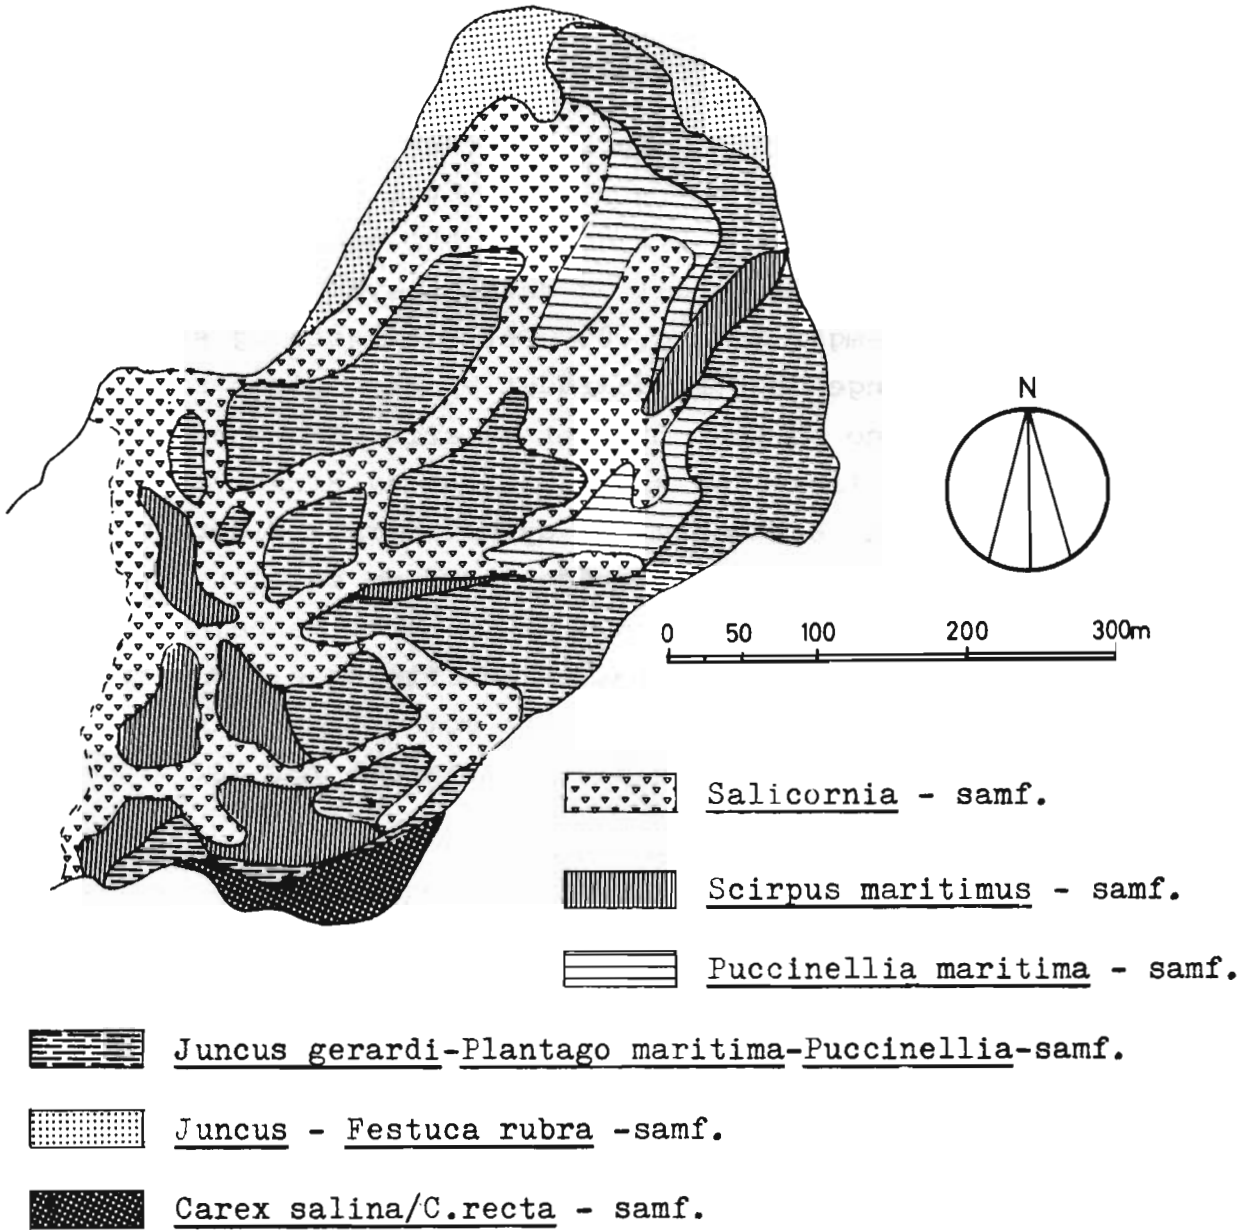 N
0 50 100 200 300m
Salicornia - samf.
Scirpus maritimus - samf.
Puccinellia maritima - samf.
Juncus gerardi-Plantago maritima-Puccinellia-samf.
Juncus - Festuca rubra -samf.
Carex salina/C.recta - samf.